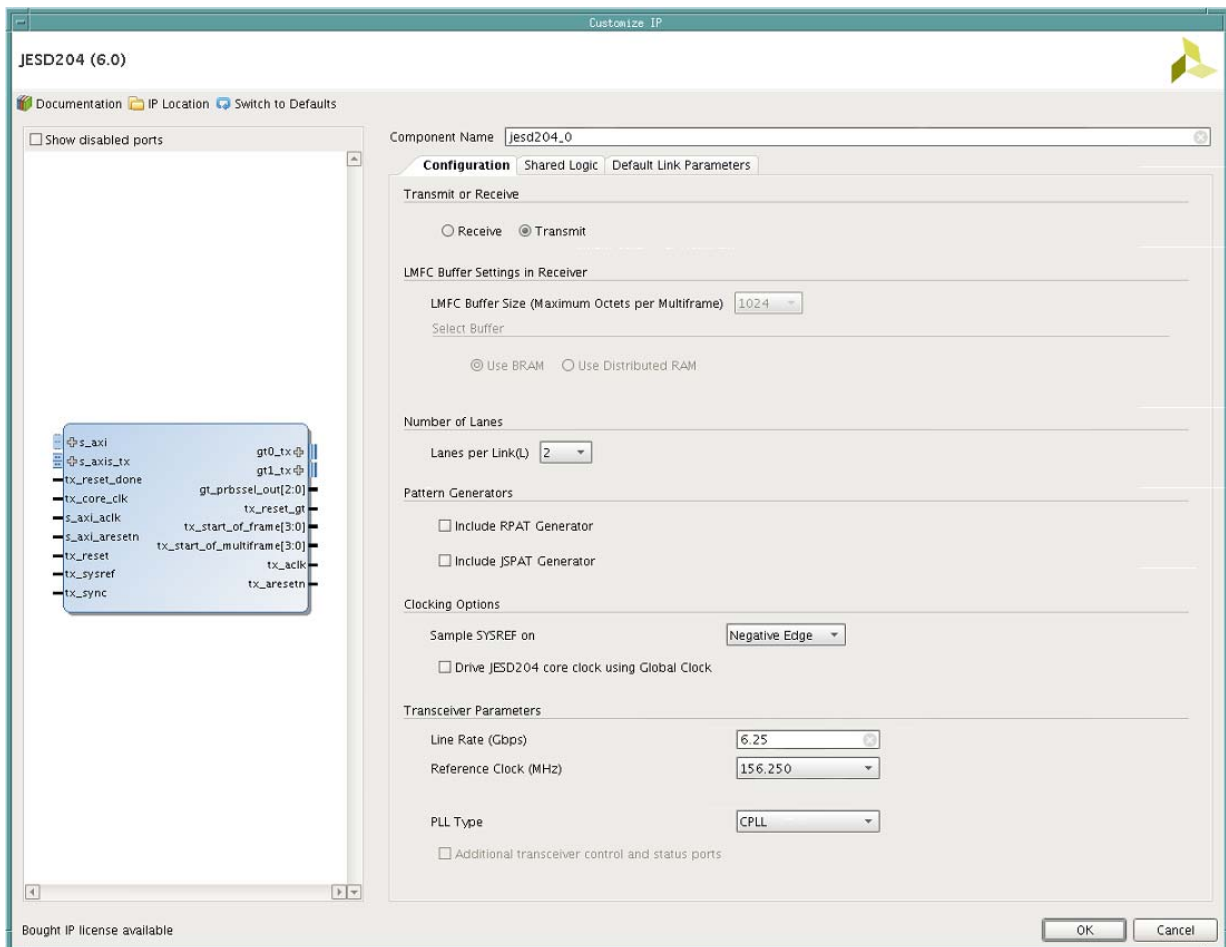 Customize IP
JESD204 (6.0)
Documentation IP Location Switch to Defaults
Show disabled ports
s_axi
s_axis_tx
tx_reset_done
tx_core_clk
s_axi_aclk
s_axi_aresetn
tx_reset
tx_sysref
tx_sync
gt0_tx
gt1_tx
gt_prbssel_out[2:0]
tx_reset_gt
tx_start_of_frame[3:0]
tx_start_of_multiframe[3:0]
tx_aclk
tx_aresetn
Component Name jesd204_0
Configuration Shared Logic Default Link Parameters
Transmit or Receive
Receive Transmit
LMFC Buffer Settings in Receiver
LMFC Buffer Size (Maximum Octets per Multiframe) 1024
Select Buffer
Use BRAM Use Distributed RAM
Number of Lanes
Lanes per Link(L) 2
Pattern Generators
Include RPAT Generator
Include JSPAT Generator
Clocking Options
Sample SYSREF on Negative Edge
Drive JESD204 core clock using Global Clock
Transceiver Parameters
Line Rate (Gbps) 6.25
Reference Clock (MHz) 156.250
PLL Type CPLL
Additional transceiver control and status ports
Bought IP license available
OK Cancel